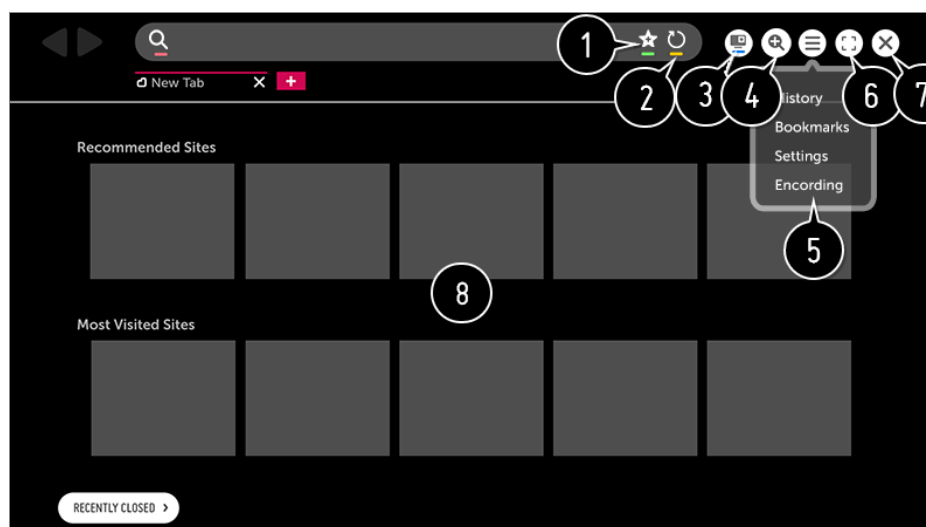 1
New Tab
2
3
4
History
6
7
Bookmarks
Settings
Encording
5
Recommended Sites
8
Most Visited Sites
RECENTLY CLOSED